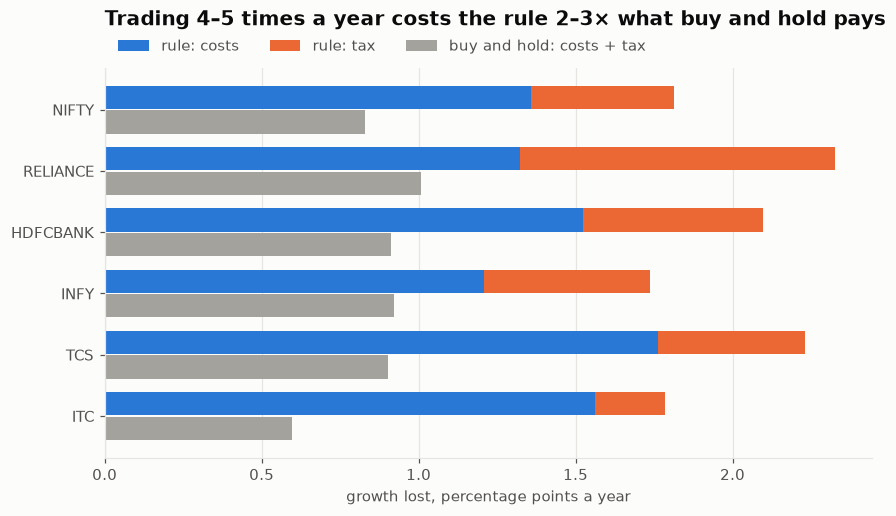 Trading 4–5 times a year costs the rule 2–3× what buy and hold pays
rule: costs
rule: tax
buy and hold: costs + tax
NIFTY
RELIANCE
HDFCBANK
INFY
TCS
ITC
0.0 0.5 1.0 1.5 2.0
growth lost, percentage points a year